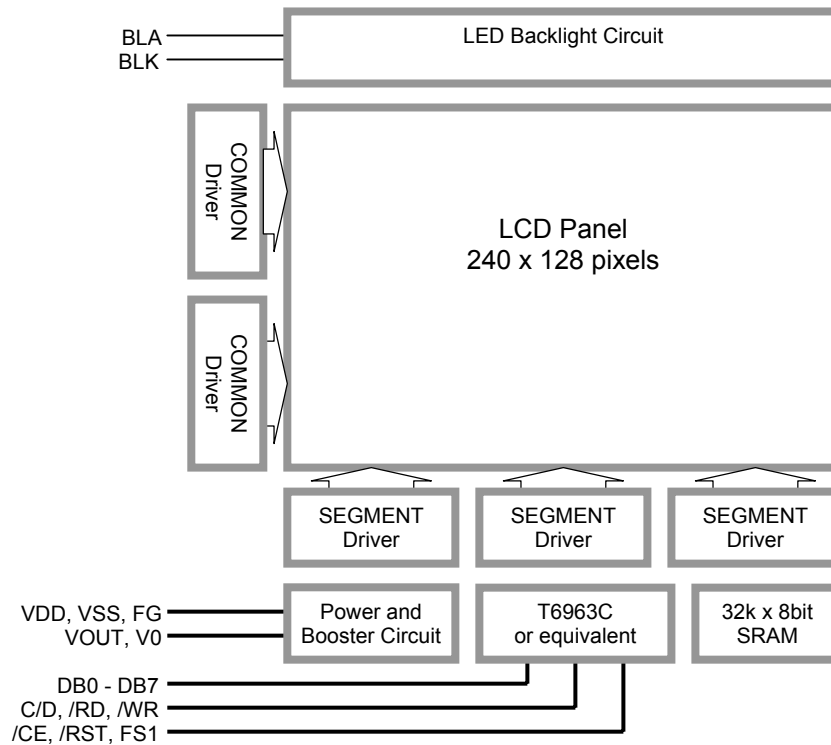 BLA
BLK
LED Backlight Circuit
COMMON
Driver
LCD Panel
240 x 128 pixels
COMMON
Driver
SEGMENT
Driver
SEGMENT
Driver
SEGMENT
Driver
VDD, VSS, FG
VOUT, V0
Power and
Booster Circuit
T6963C
or equivalent
32k x 8bit
SRAM
DB0 - DB7
C/D, /RD, /WR
/CE, /RST, FS1